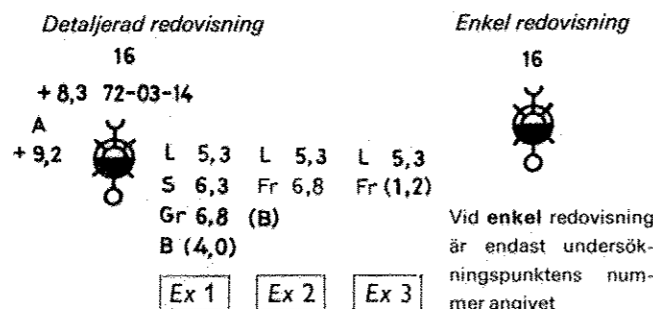 Detaljerad redovisning
16
+ 8,3 72-03-14
A
+ 9,2
L 5,3
S 6,3
Gr 6,8
B (4,0)
Ex 1
L 5,3
Fr 6,8
(B)
Ex 2
L 5,3
Fr (1,2)
Ex 3
Enkel redovisning
16
Vid enkel redovisning
är endast undersök-
ningspunktens num-
mer angivet